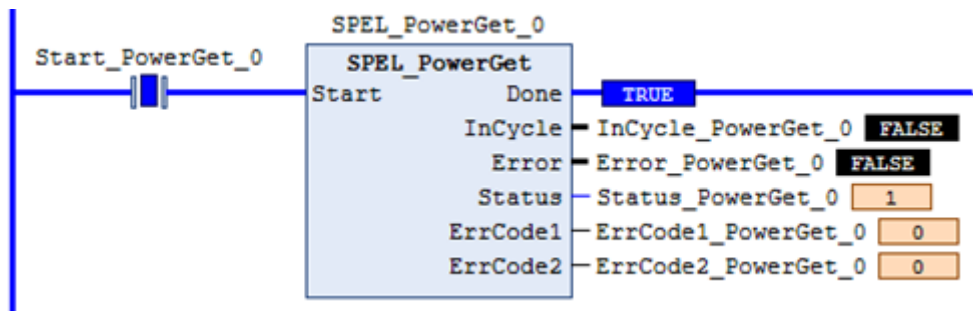 SPEL_PowerGet_0
Start_PowerGet_0
SPEL_PowerGet
Start Done TRUE
InCycle InCycle_PowerGet_0 FALSE
Error Error_PowerGet_0 FALSE
Status Status_PowerGet_0 1
ErrCode1 ErrCode1_PowerGet_0 0
ErrCode2 ErrCode2_PowerGet_0 0